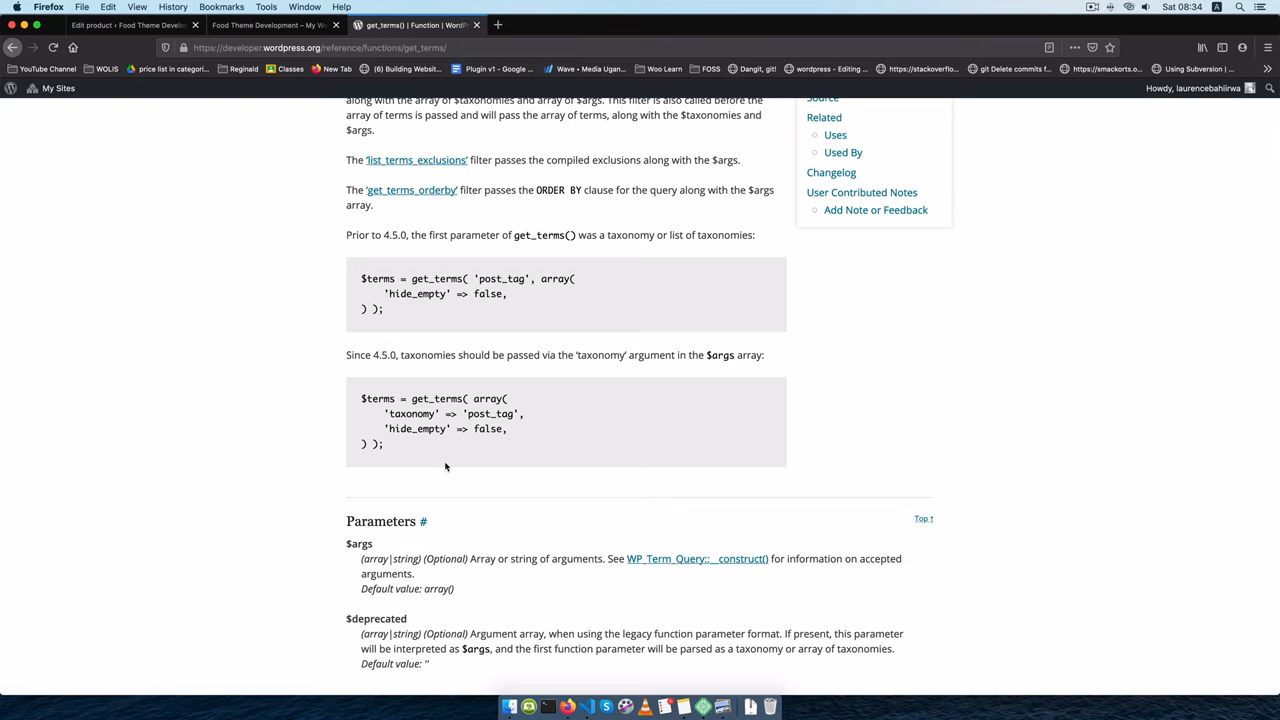 Firefox File Edit View History Bookmarks Tools Window Help
Sat 08:34
Edit product ‹ Food Theme Develop…
Food Theme Development – My W…
get_terms() | Function | WordP…
https://developer.wordpress.org/reference/functions/get_terms/
YouTube Channel WOLIS price list in categori… Reginald Classes New Tab (6) Building Websit… Plugin v1 - Google … Wave • Media Ugan… Woo Learn FOSS Dangit, git! wordpress - Editing … https://stackoverflo… git Delete commits f… https://smackorts.o… Using Subversion (…
My Sites
Howdy, laurencebahiirwa
along with the array of $taxonomies and array of $args. This filter is also called before the
array of terms is passed and will pass the array of terms, along with the $taxonomies and
$args.
The 'list_terms_exclusions' filter passes the compiled exclusions along with the $args.
The 'get_terms_orderby' filter passes the ORDER BY clause for the query along with the $args
array.
Prior to 4.5.0, the first parameter of get_terms() was a taxonomy or list of taxonomies:
$terms = get_terms( 'post_tag', array(
'hide_empty' => false,
) );
Since 4.5.0, taxonomies should be passed via the 'taxonomy' argument in the $args array:
$terms = get_terms( array(
'taxonomy' => 'post_tag',
'hide_empty' => false,
) );
Source
Related
Uses
Used By
Changelog
User Contributed Notes
Add Note or Feedback
Parameters #
Top ↑
$args
(array|string) (Optional) Array or string of arguments. See WP_Term_Query::__construct() for information on accepted
arguments.
Default value: array()
$deprecated
(array|string) (Optional) Argument array, when using the legacy function parameter format. If present, this parameter
will be interpreted as $args, and the first function parameter will be parsed as a taxonomy or array of taxonomies.
Default value: ''